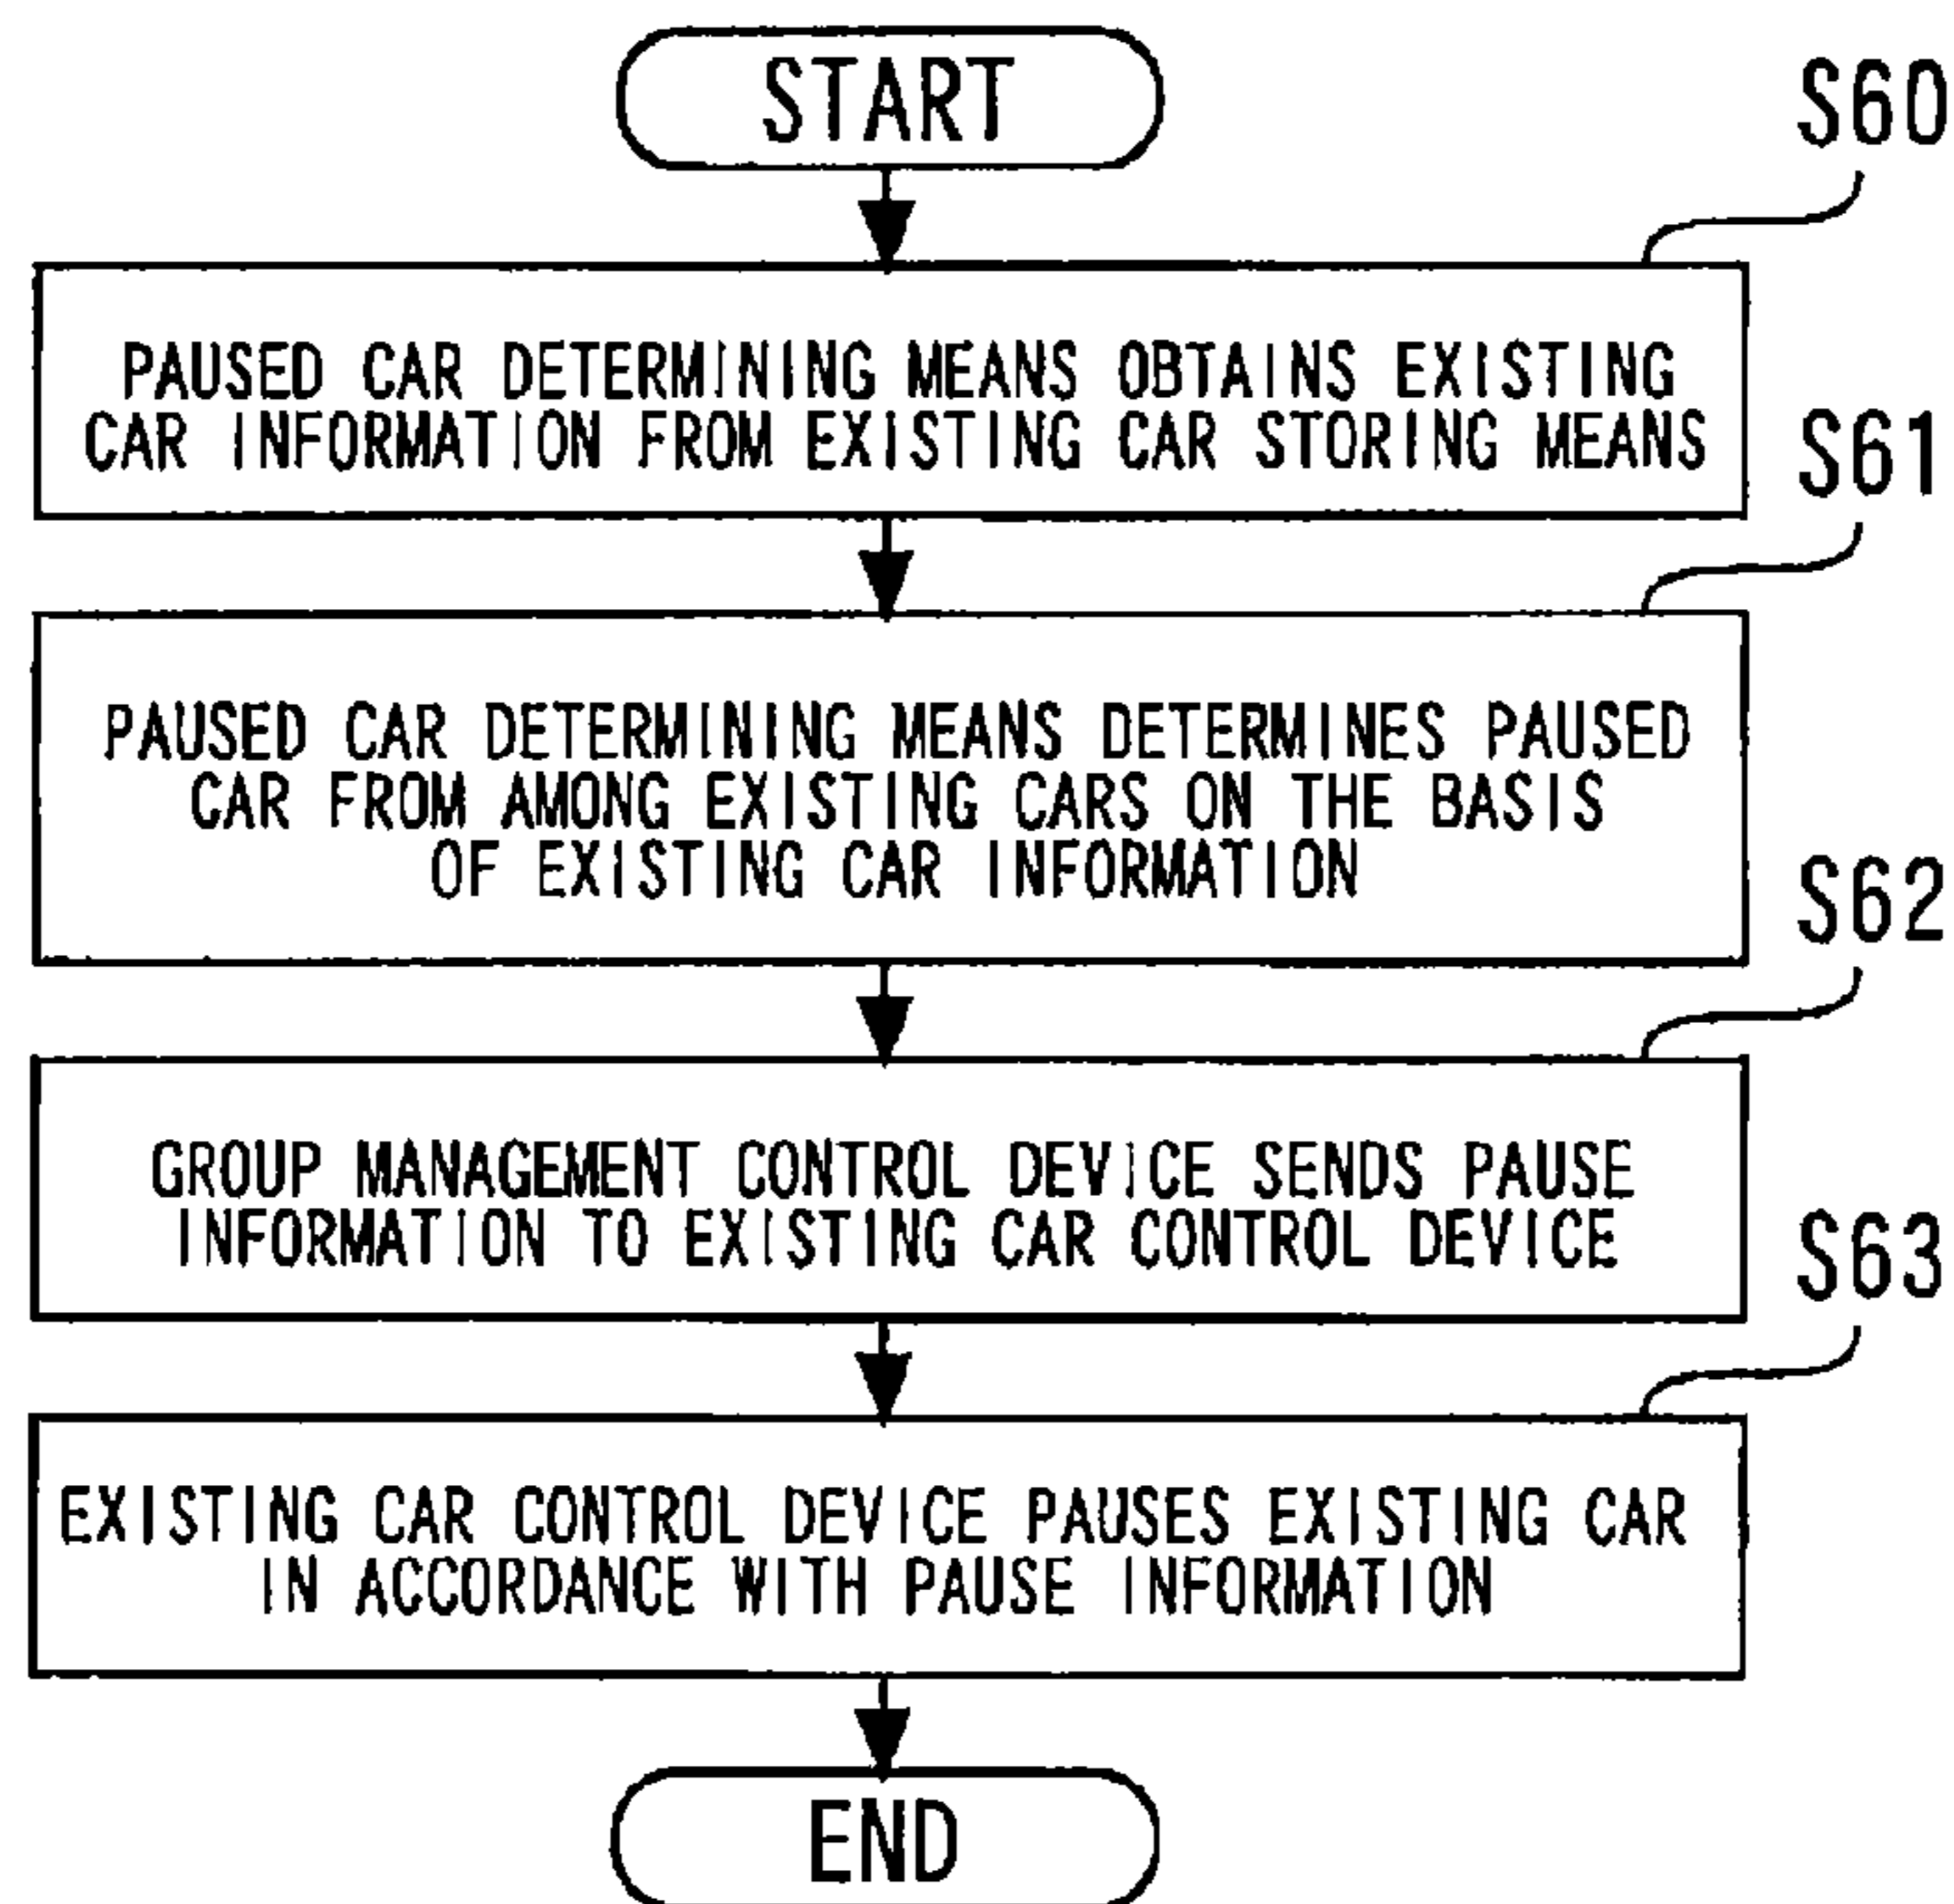 START
S60
PAUSED CAR DETERMINING MEANS OBTAINS EXISTING
CAR INFORMATION FROM EXISTING CAR STORING MEANS
S61
PAUSED CAR DETERMINING MEANS DETERMINES PAUSED
CAR FROM AMONG EXISTING CARS ON THE BASIS
OF EXISTING CAR INFORMATION
S62
GROUP MANAGEMENT CONTROL DEVICE SENDS PAUSE
INFORMATION TO EXISTING CAR CONTROL DEVICE
S63
EXISTING CAR CONTROL DEVICE PAUSES EXISTING CAR
IN ACCORDANCE WITH PAUSE INFORMATION
END